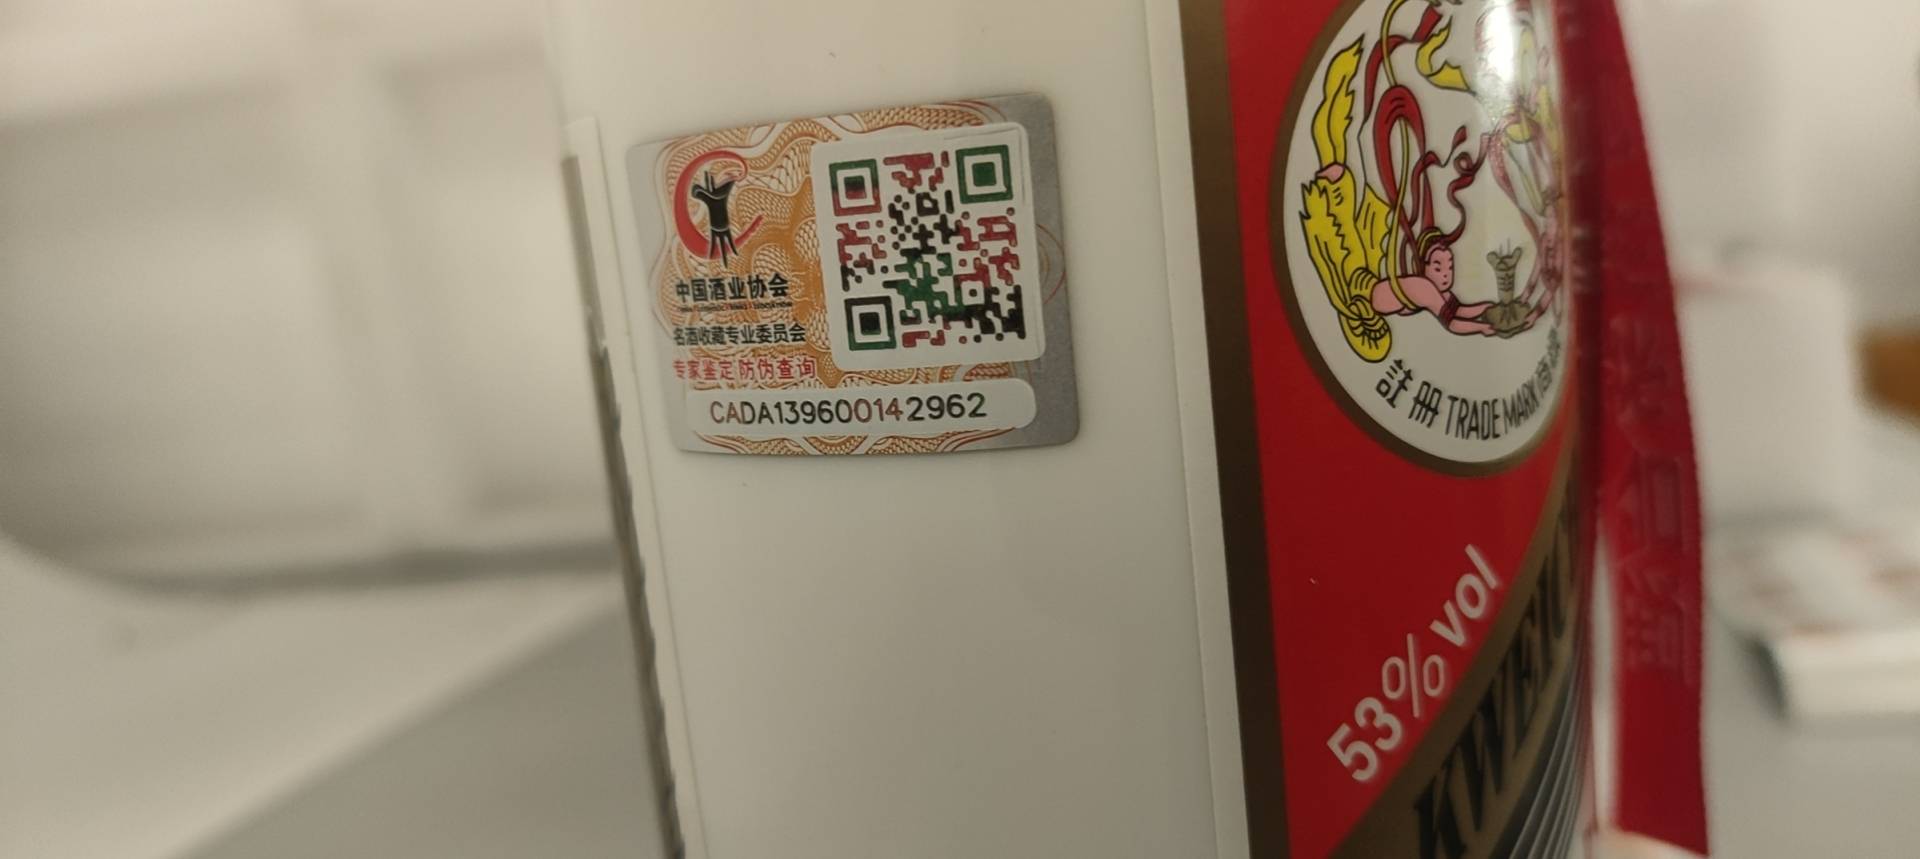 中国酒业协会
名酒收藏专业委员会
专家鉴定 防伪查询
CADA139600142962
註册 TRADE MARK
53% vol
KWEIC